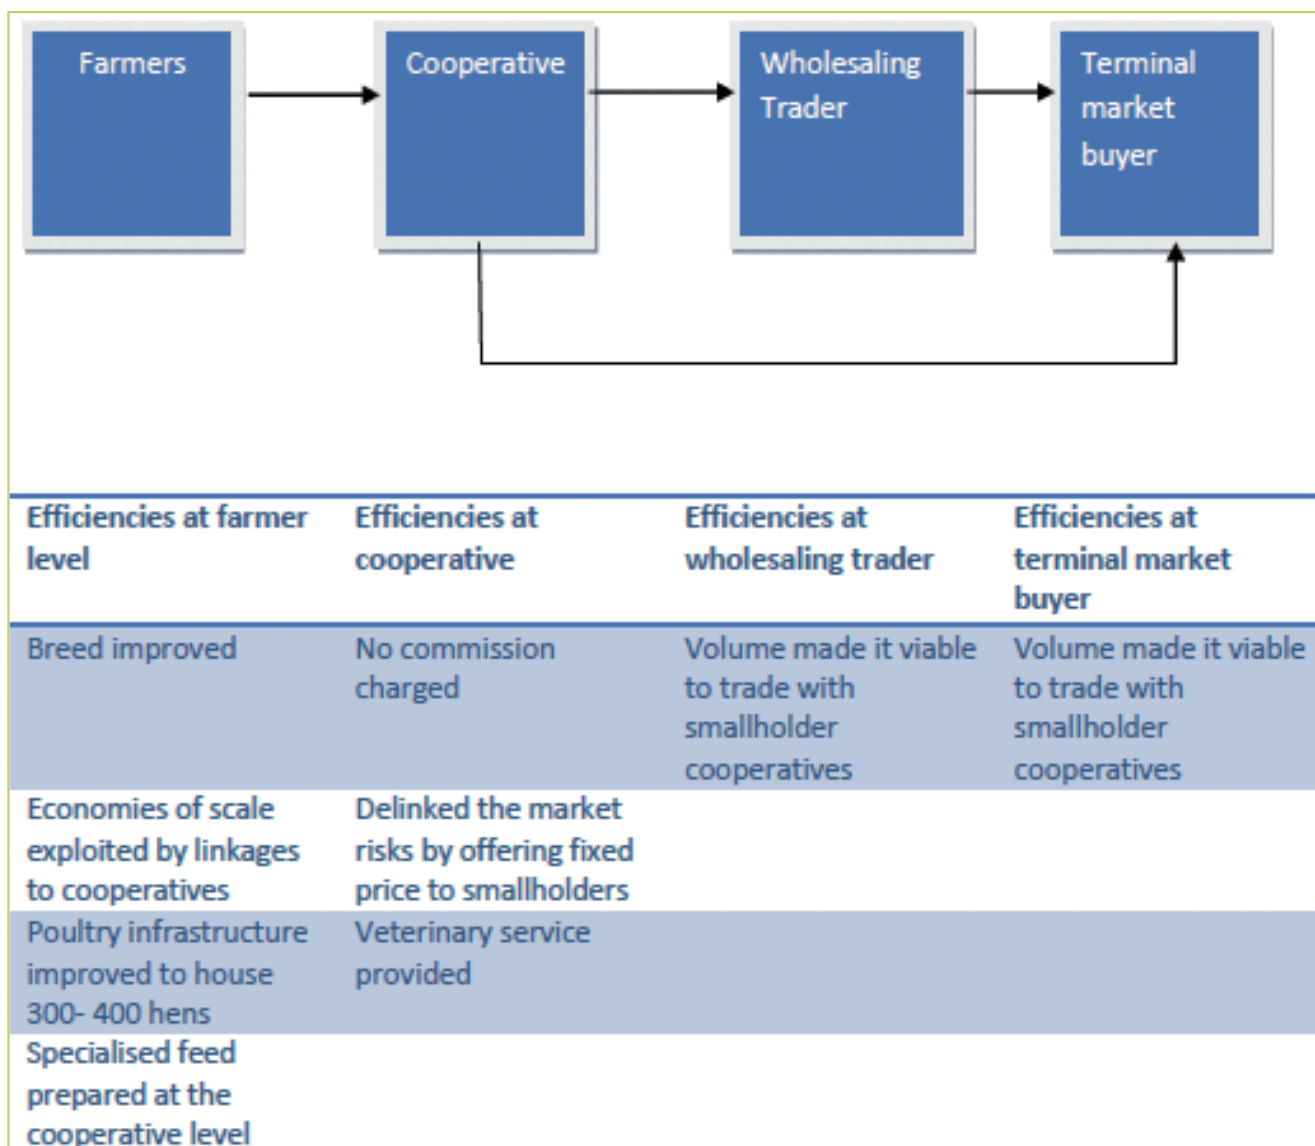 Farmers
Cooperative
Wholesaling
Trader
Terminal
market
buyer
Efficiencies at farmer
level
Efficiencies at
cooperative
Efficiencies at
wholesaling trader
Efficiencies at
terminal market
buyer
Breed improved
No commission
charged
Volume made it viable
to trade with
smallholder
cooperatives
Volume made it viable
to trade with
smallholder
cooperatives
Economies of scale
exploited by linkages
to cooperatives
Delinked the market
risks by offering fixed
price to smallholders
Poultry infrastructure
improved to house
300- 400 hens
Veterinary service
provided
Specialised feed
prepared at the
cooperative level